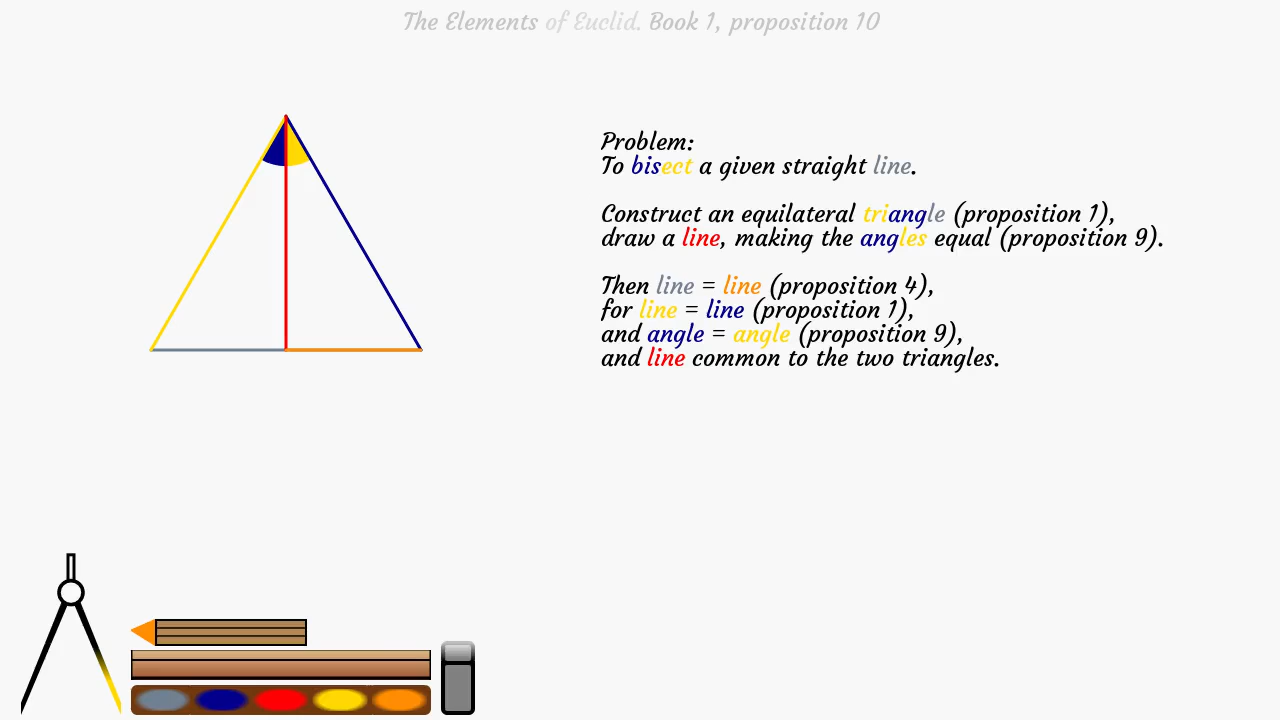 The Elements of Euclid. Book 1, proposition 10
Problem:
To bisect a given straight line.
Construct an equilateral triangle (proposition 1),
draw a line, making the angles equal (proposition 9).
Then line = line (proposition 4),
for line = line (proposition 1),
and angle = angle (proposition 9),
and line common to the two triangles.